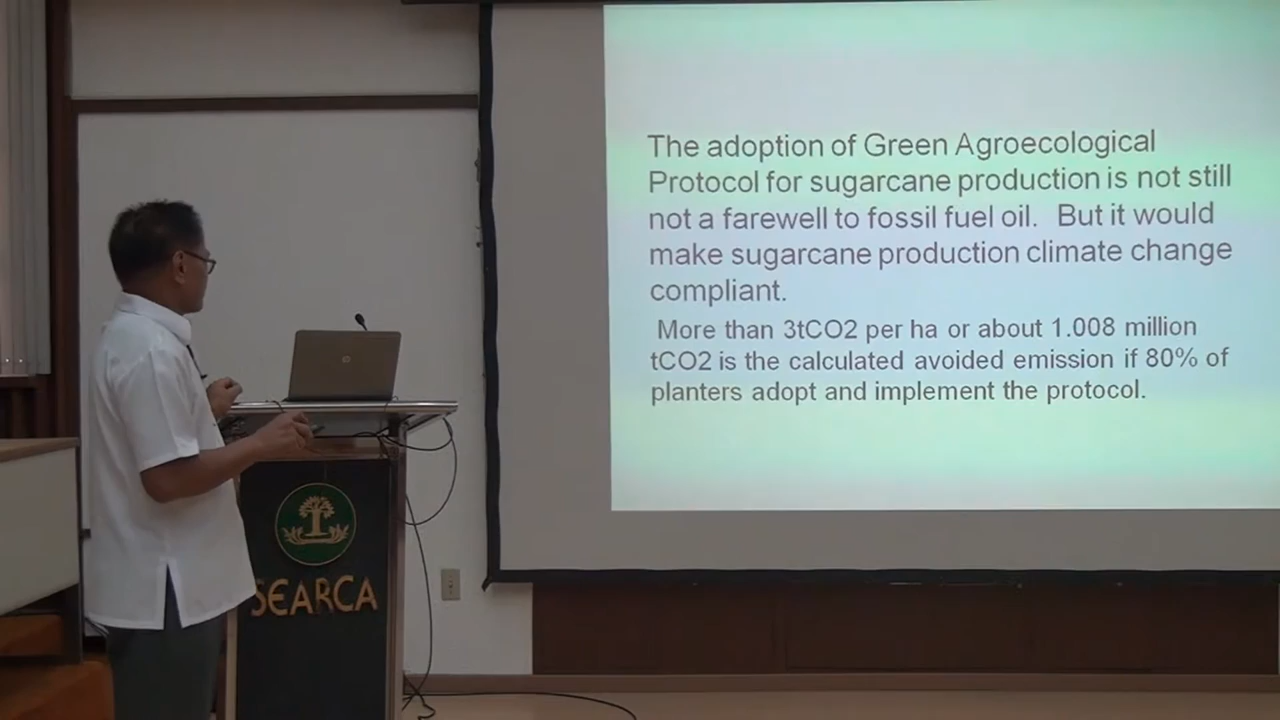 The adoption of Green Agroecological
Protocol for sugarcane production is not still
not a farewell to fossil fuel oil. But it would
make sugarcane production climate change
compliant.
More than 3tCO2 per ha or about 1.008 million
tCO2 is the calculated avoided emission if 80% of
planters adopt and implement the protocol.
SEARCA